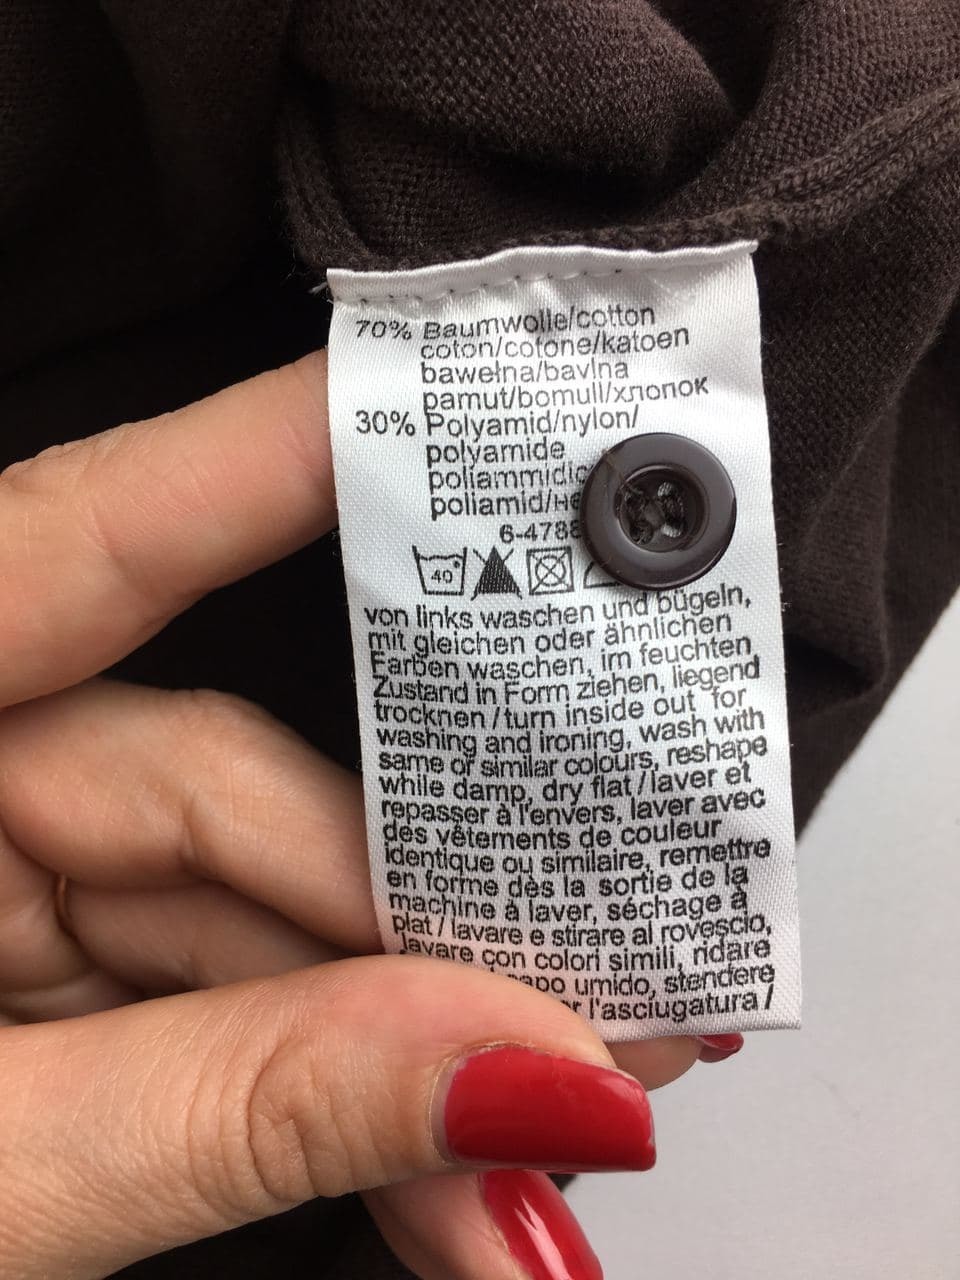 70% Baumwolle/cotton
coton/cotone/katoen
bawełna/bavlna
pamut/bomull/хлопок
30% Polyamid/nylon/
polyamide
poliammidic
poliamid/не
6-4788
40°
von links waschen und bügeln,
mit gleichen oder ähnlichen
Farben waschen, im feuchten
Zustand in Form ziehen, liegend
trocknen/turn inside out for
washing and ironing, wash with
same or similar colours, reshape
while damp, dry flat/laver et
repasser à l'envers, laver avec
des vêtements de couleur
identique ou similaire, remettre
en forme dès la sortie de la
machine à laver, séchage à
plat/lavare e stirare al rovescio,
lavare con colori simili, ridare
umido, stendere
l'asciugatura/